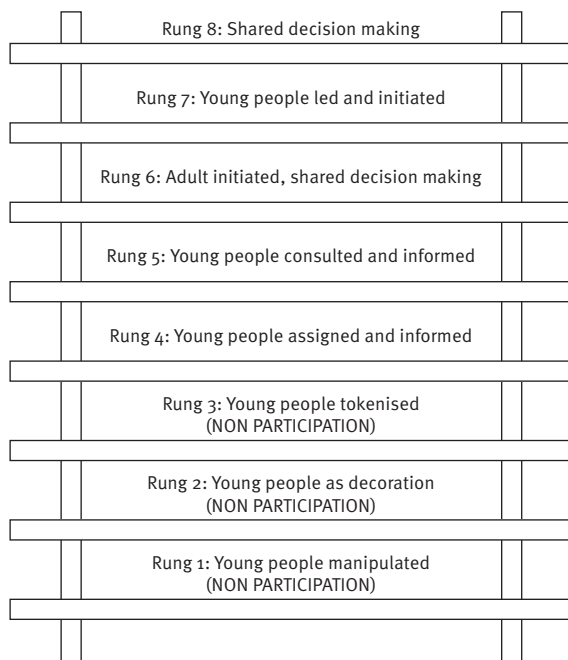 Rung 8: Shared decision making
Rung 7: Young people led and initiated
Rung 6: Adult initiated, shared decision making
Rung 5: Young people consulted and informed
Rung 4: Young people assigned and informed
Rung 3: Young people tokenised
(NON PARTICIPATION)
Rung 2: Young people as decoration
(NON PARTICIPATION)
Rung 1: Young people manipulated
(NON PARTICIPATION)